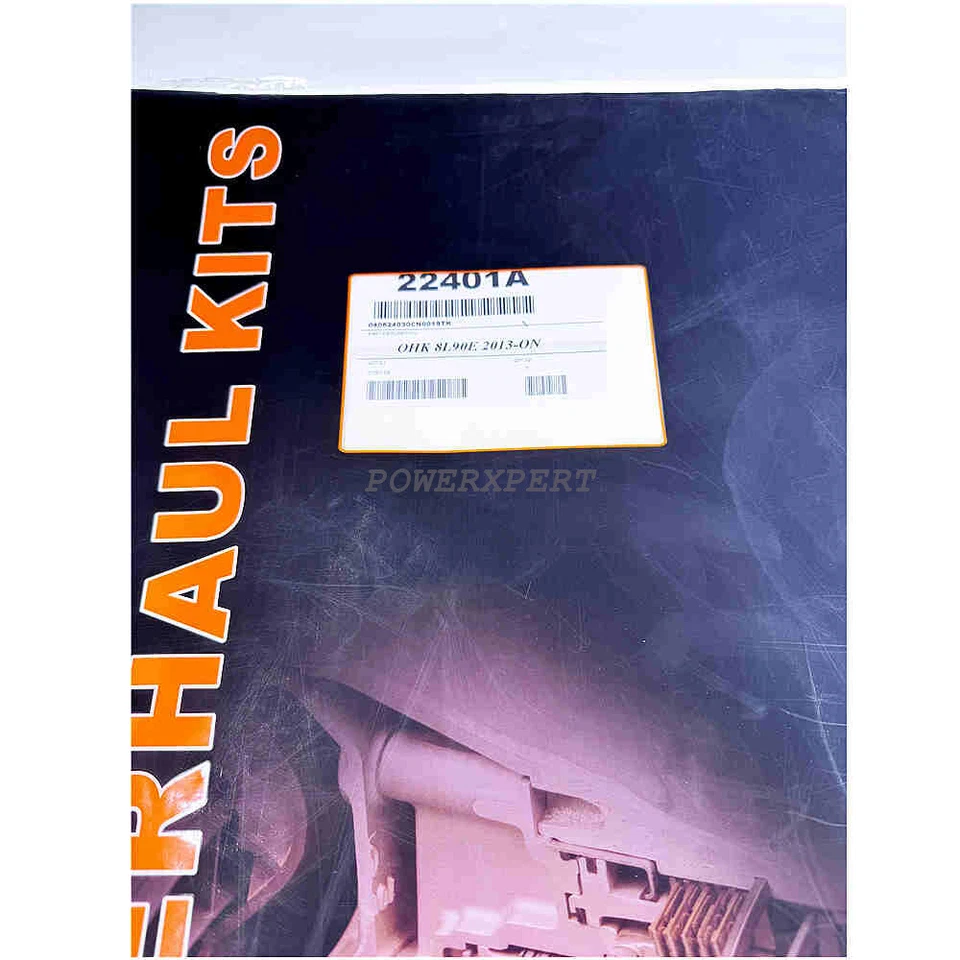 ERHAUL KITS
22401A
OHK 8L90E 2013-ON
POWERXPERT